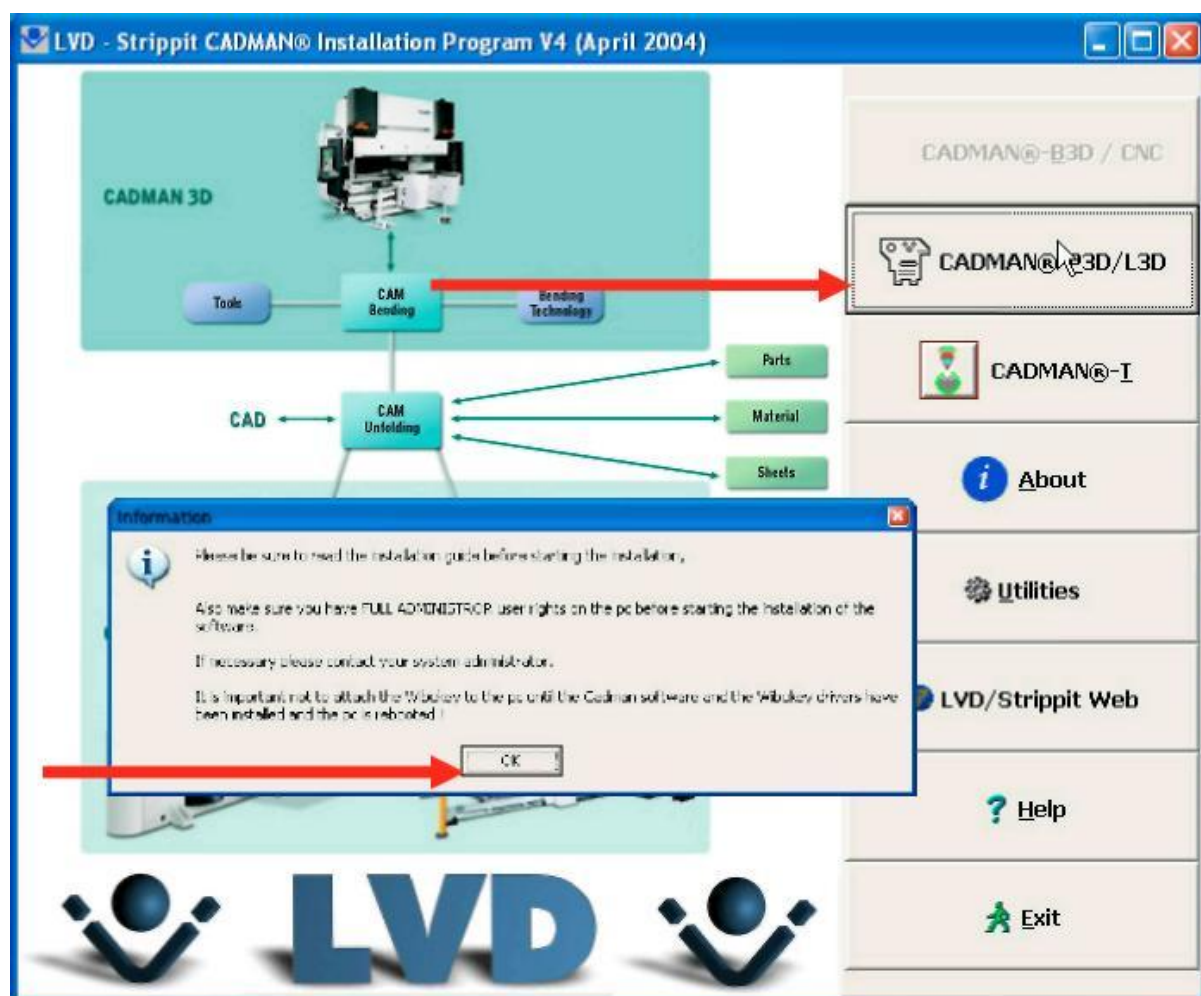 LVD - Strippit CADMAN® Installation Program V4 (April 2004)
CADMAN 3D
Tools
CAM
Bending
Bending
Technology
CAD
CAM
Unfolding
Parts
Material
Sheets
CADMAN®-B3D / CNC
CADMAN®-P3D/L3D
CADMAN®-T
About
Utilities
LVD/Strippit Web
Help
Exit
Information
Please be sure to read the installation guide before starting the installation.
Also make sure you have FULL ADMINISTROR user rights on the pc before starting the installation of the
software.
If necessary please contact your system administrator.
It is important not to attach the Wibukey to the pc until the Cadman software and the Wibukey drivers have
been installed and the pc is rebooted !
OK
LVD